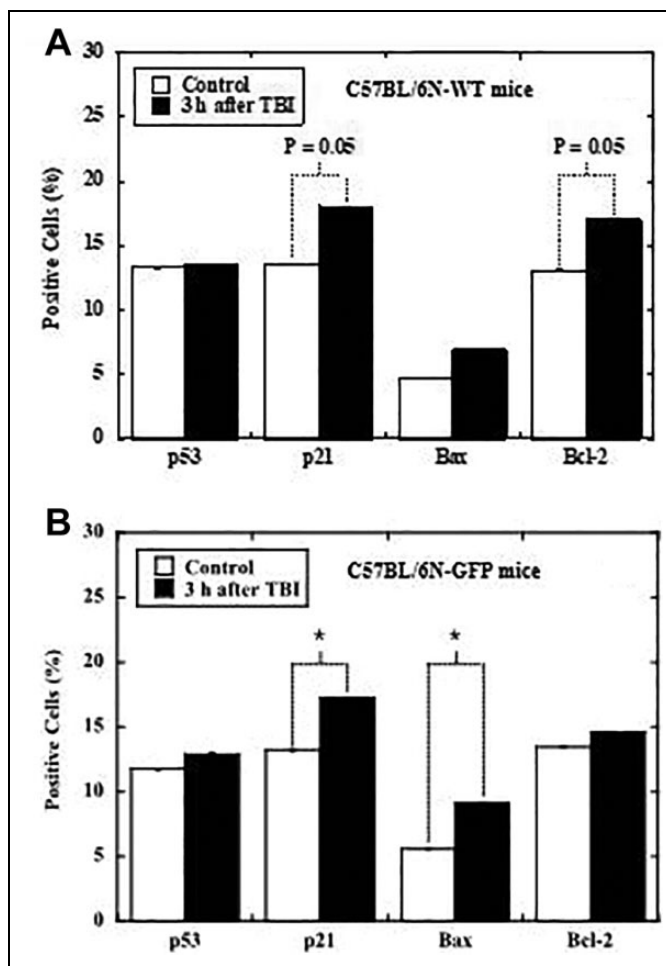 A
30
25
20
15
10
5
0
Positive Cells (%)
Control
3 h after TBI
C57BL/6N-WT mice
P = 0.05
P = 0.05
p53
p21
Bax
Bcl-2
B
30
25
20
15
10
5
0
Positive Cells (%)
Control
3 h after TBI
C57BL/6N-GFP mice
*
*
p53
p21
Bax
Bcl-2